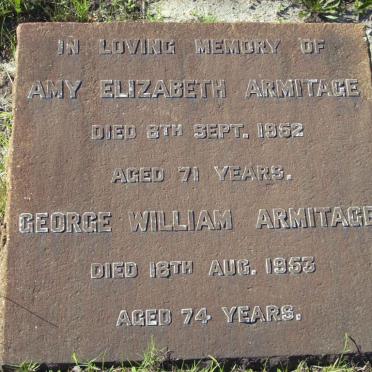 IN LOVING MEMORY OF
AMY ELIZABETH ARMITAGE
DIED 8TH SEPT. 1952
AGED 71 YEARS.
GEORGE WILLIAM ARMITAGE
DIED 16TH AUG. 1953
AGED 74 YEARS.